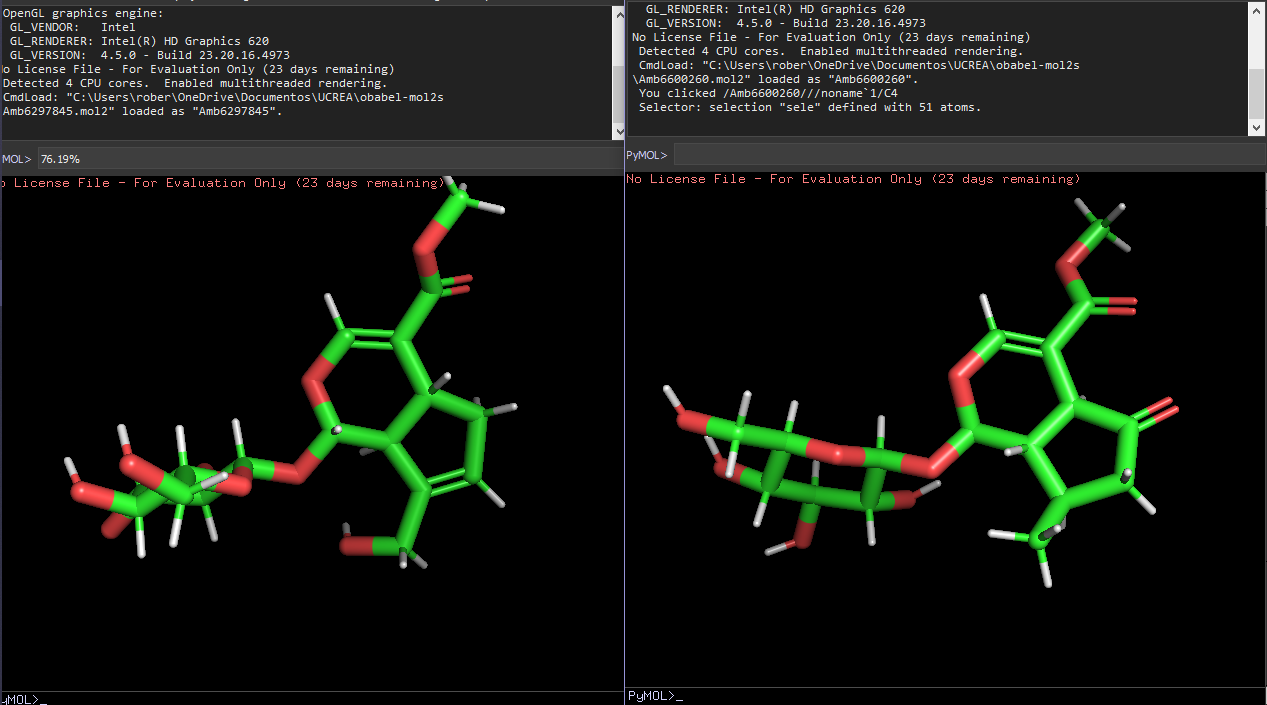 OpenGL graphics engine:
GL_VENDOR:   Intel
GL_RENDERER: Intel(R) HD Graphics 620
GL_VERSION:  4.5.0 - Build 23.20.16.4973
o License File - For Evaluation Only (23 days remaining)
Detected 4 CPU cores.  Enabled multithreaded rendering.
CmdLoad: "C:\Users\rober\OneDrive\Documentos\UCREA\obabel-mol2s
Amb6297845.mol2" loaded as "Amb6297845".
MOL> 76.19%
o License File - For Evaluation Only (23 days remaining)
yMOL>_
GL_RENDERER: Intel(R) HD Graphics 620
GL_VERSION:  4.5.0 - Build 23.20.16.4973
No License File - For Evaluation Only (23 days remaining)
Detected 4 CPU cores.  Enabled multithreaded rendering.
CmdLoad: "C:\Users\rober\OneDrive\Documentos\UCREA\obabel-mol2s
\Amb6600260.mol2" loaded as "Amb6600260".
You clicked /Amb6600260///noname`1/C4
Selector: selection "sele" defined with 51 atoms.
PyMOL>
No License File - For Evaluation Only (23 days remaining)
PyMOL>_